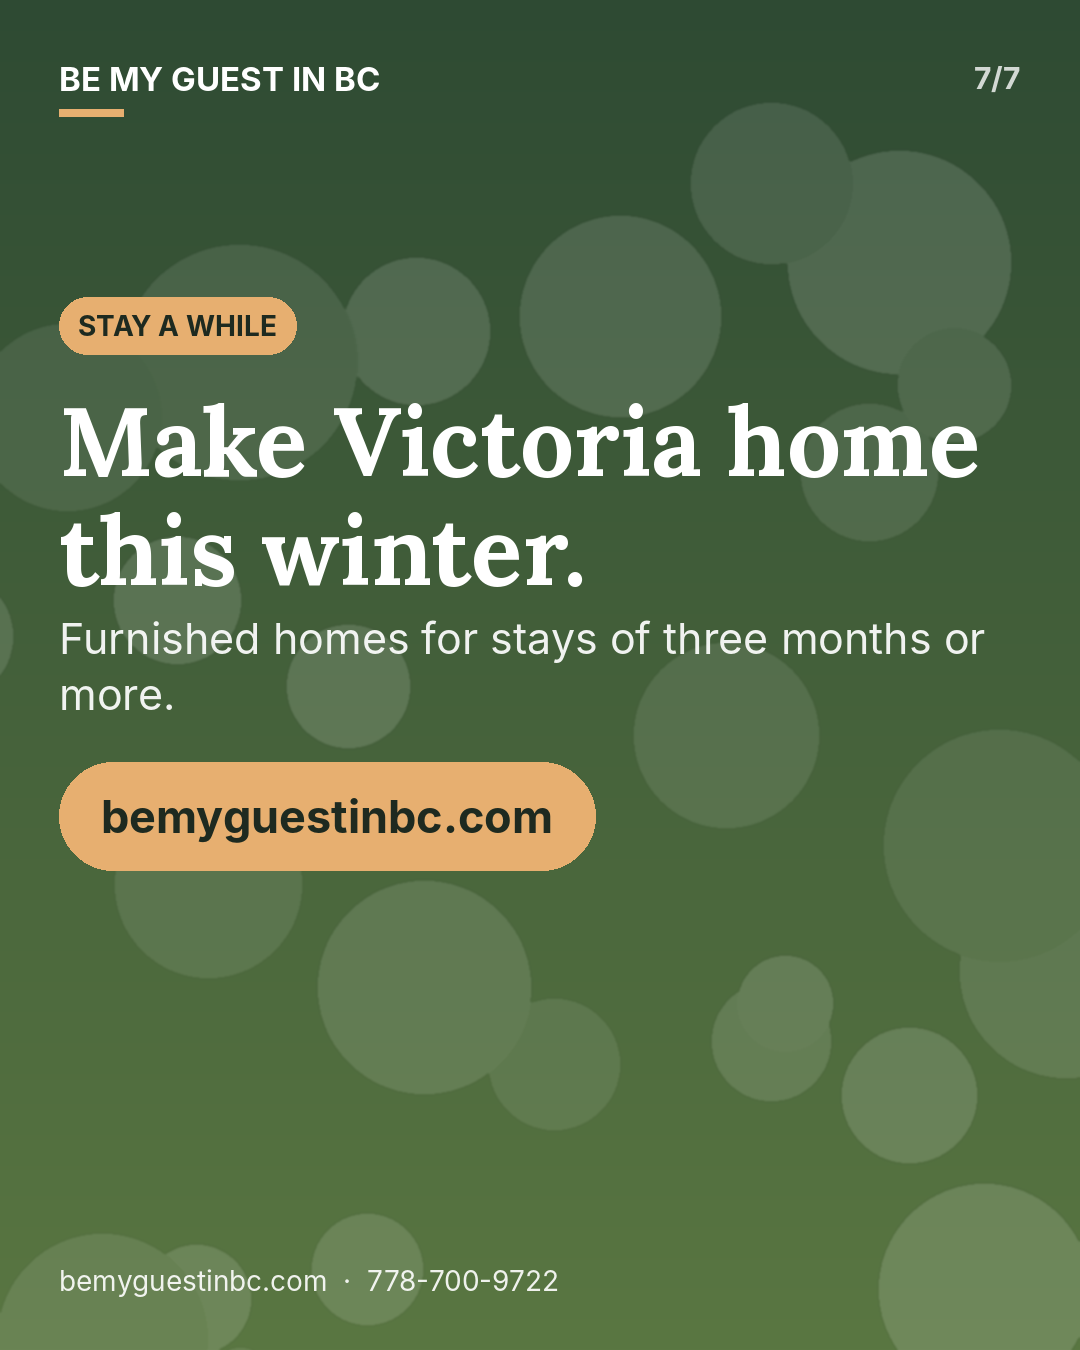 BE MY GUEST IN BC
7/7
STAY A WHILE
Make Victoria home
this winter.
Furnished homes for stays of three months or
more.
bemyguestinbc.com
bemyguestinbc.com · 778-700-9722